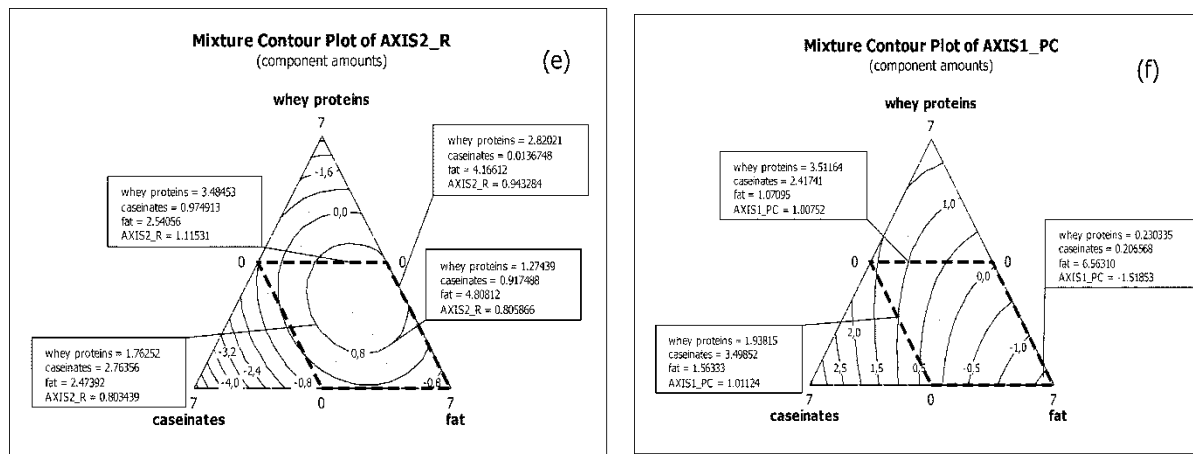 Mixture Contour Plot of AXIS2_R
(component amounts)
(e)
whey proteins
7
whey proteins = 2.82021
caseinates = 0.0136748
fat = 4.16612
AXIS2_R = 0.943284
whey proteins = 3.48453
caseinates = 0.974913
fat = 2.54056
AXIS2_R = 1.11531
-1,6
0,0
0
0
whey proteins = 1.27439
caseinates = 0.917488
fat = 4.80812
AXIS2_R = 0.805866
whey proteins = 1.76252
caseinates = 2.76356
fat = 2.47392
AXIS2_R = 0.803439
-3,2
-2,4
-4,0
-0,8
0,8
-0,8
7
0
7
caseinates
fat
Mixture Contour Plot of AXIS1_PC
(component amounts)
(f)
whey proteins
7
whey proteins = 3.51164
caseinates = 2.41741
fat = 1.07095
AXIS1_PC = 1.00752
1,0
whey proteins = 0.230335
caseinates = 0.206568
fat = 6.56310
AXIS1_PC = -1.51853
0
0
0,0
whey proteins = 1.93815
caseinates = 3.49852
fat = 1.56333
AXIS1_PC = 1.01124
2,0
2,5
1,5
-0,5
-1,0
7
0
7
caseinates
fat